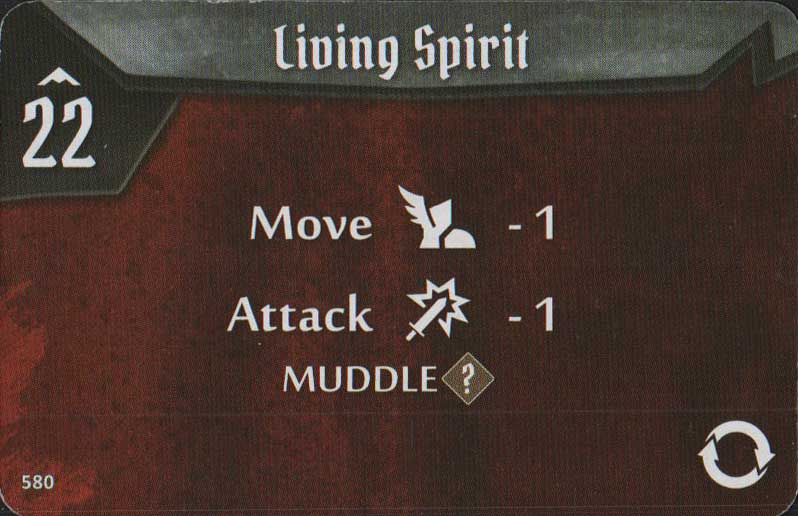 Living Spirit
22
Move - 1
Attack - 1
MUDDLE ?
580